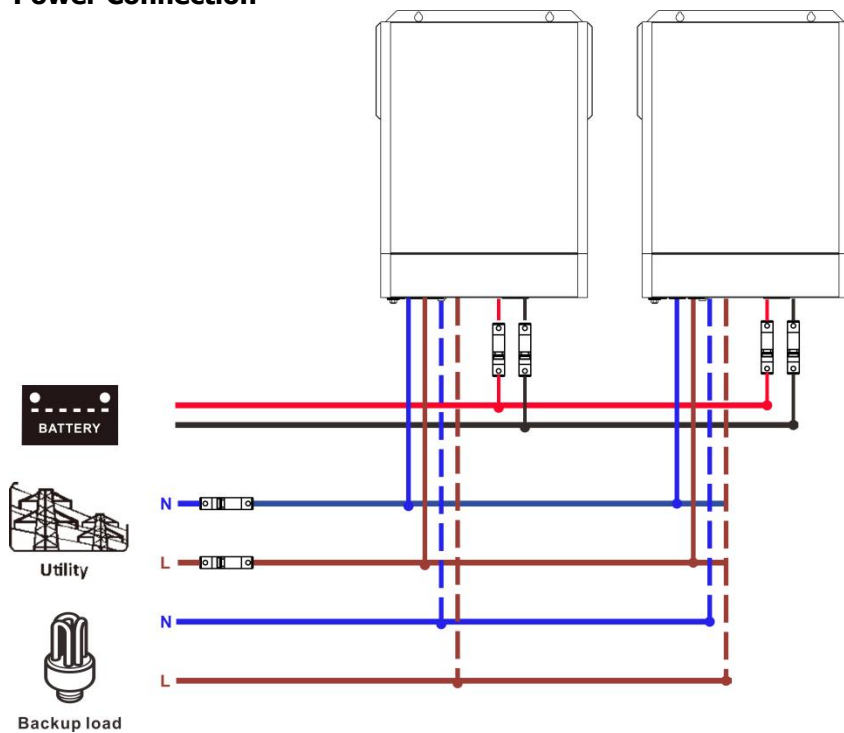 Power Connection
BATTERY
N
Utility
L
N
L
Backup load